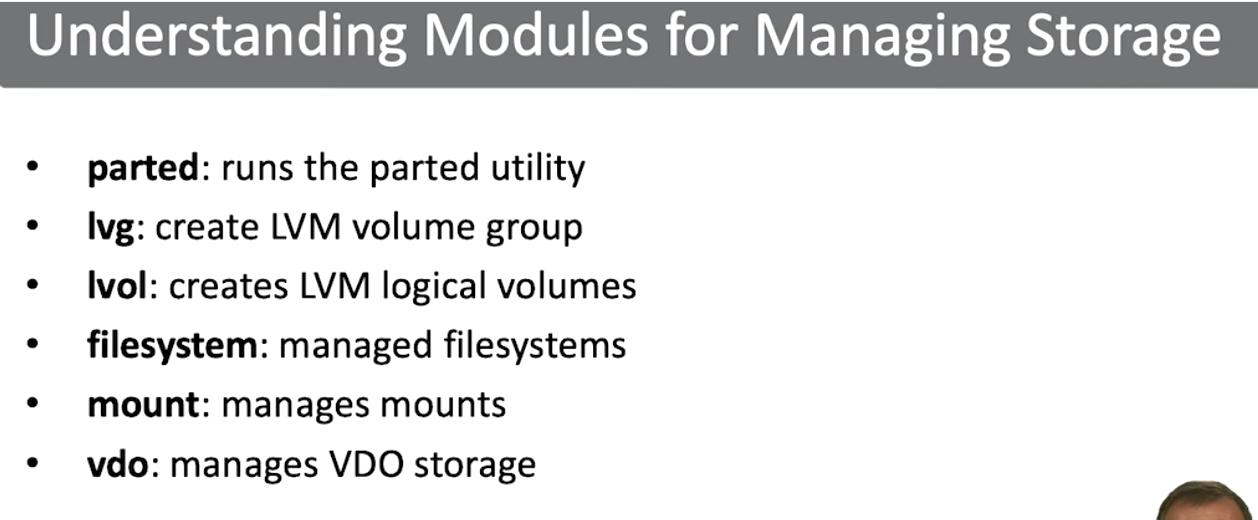 Understanding Modules for Managing Storage
• parted: runs the parted utility
• lvg: create LVM volume group
• lvol: creates LVM logical volumes
• filesystem: managed filesystems
• mount: manages mounts
• vdo: manages VDO storage